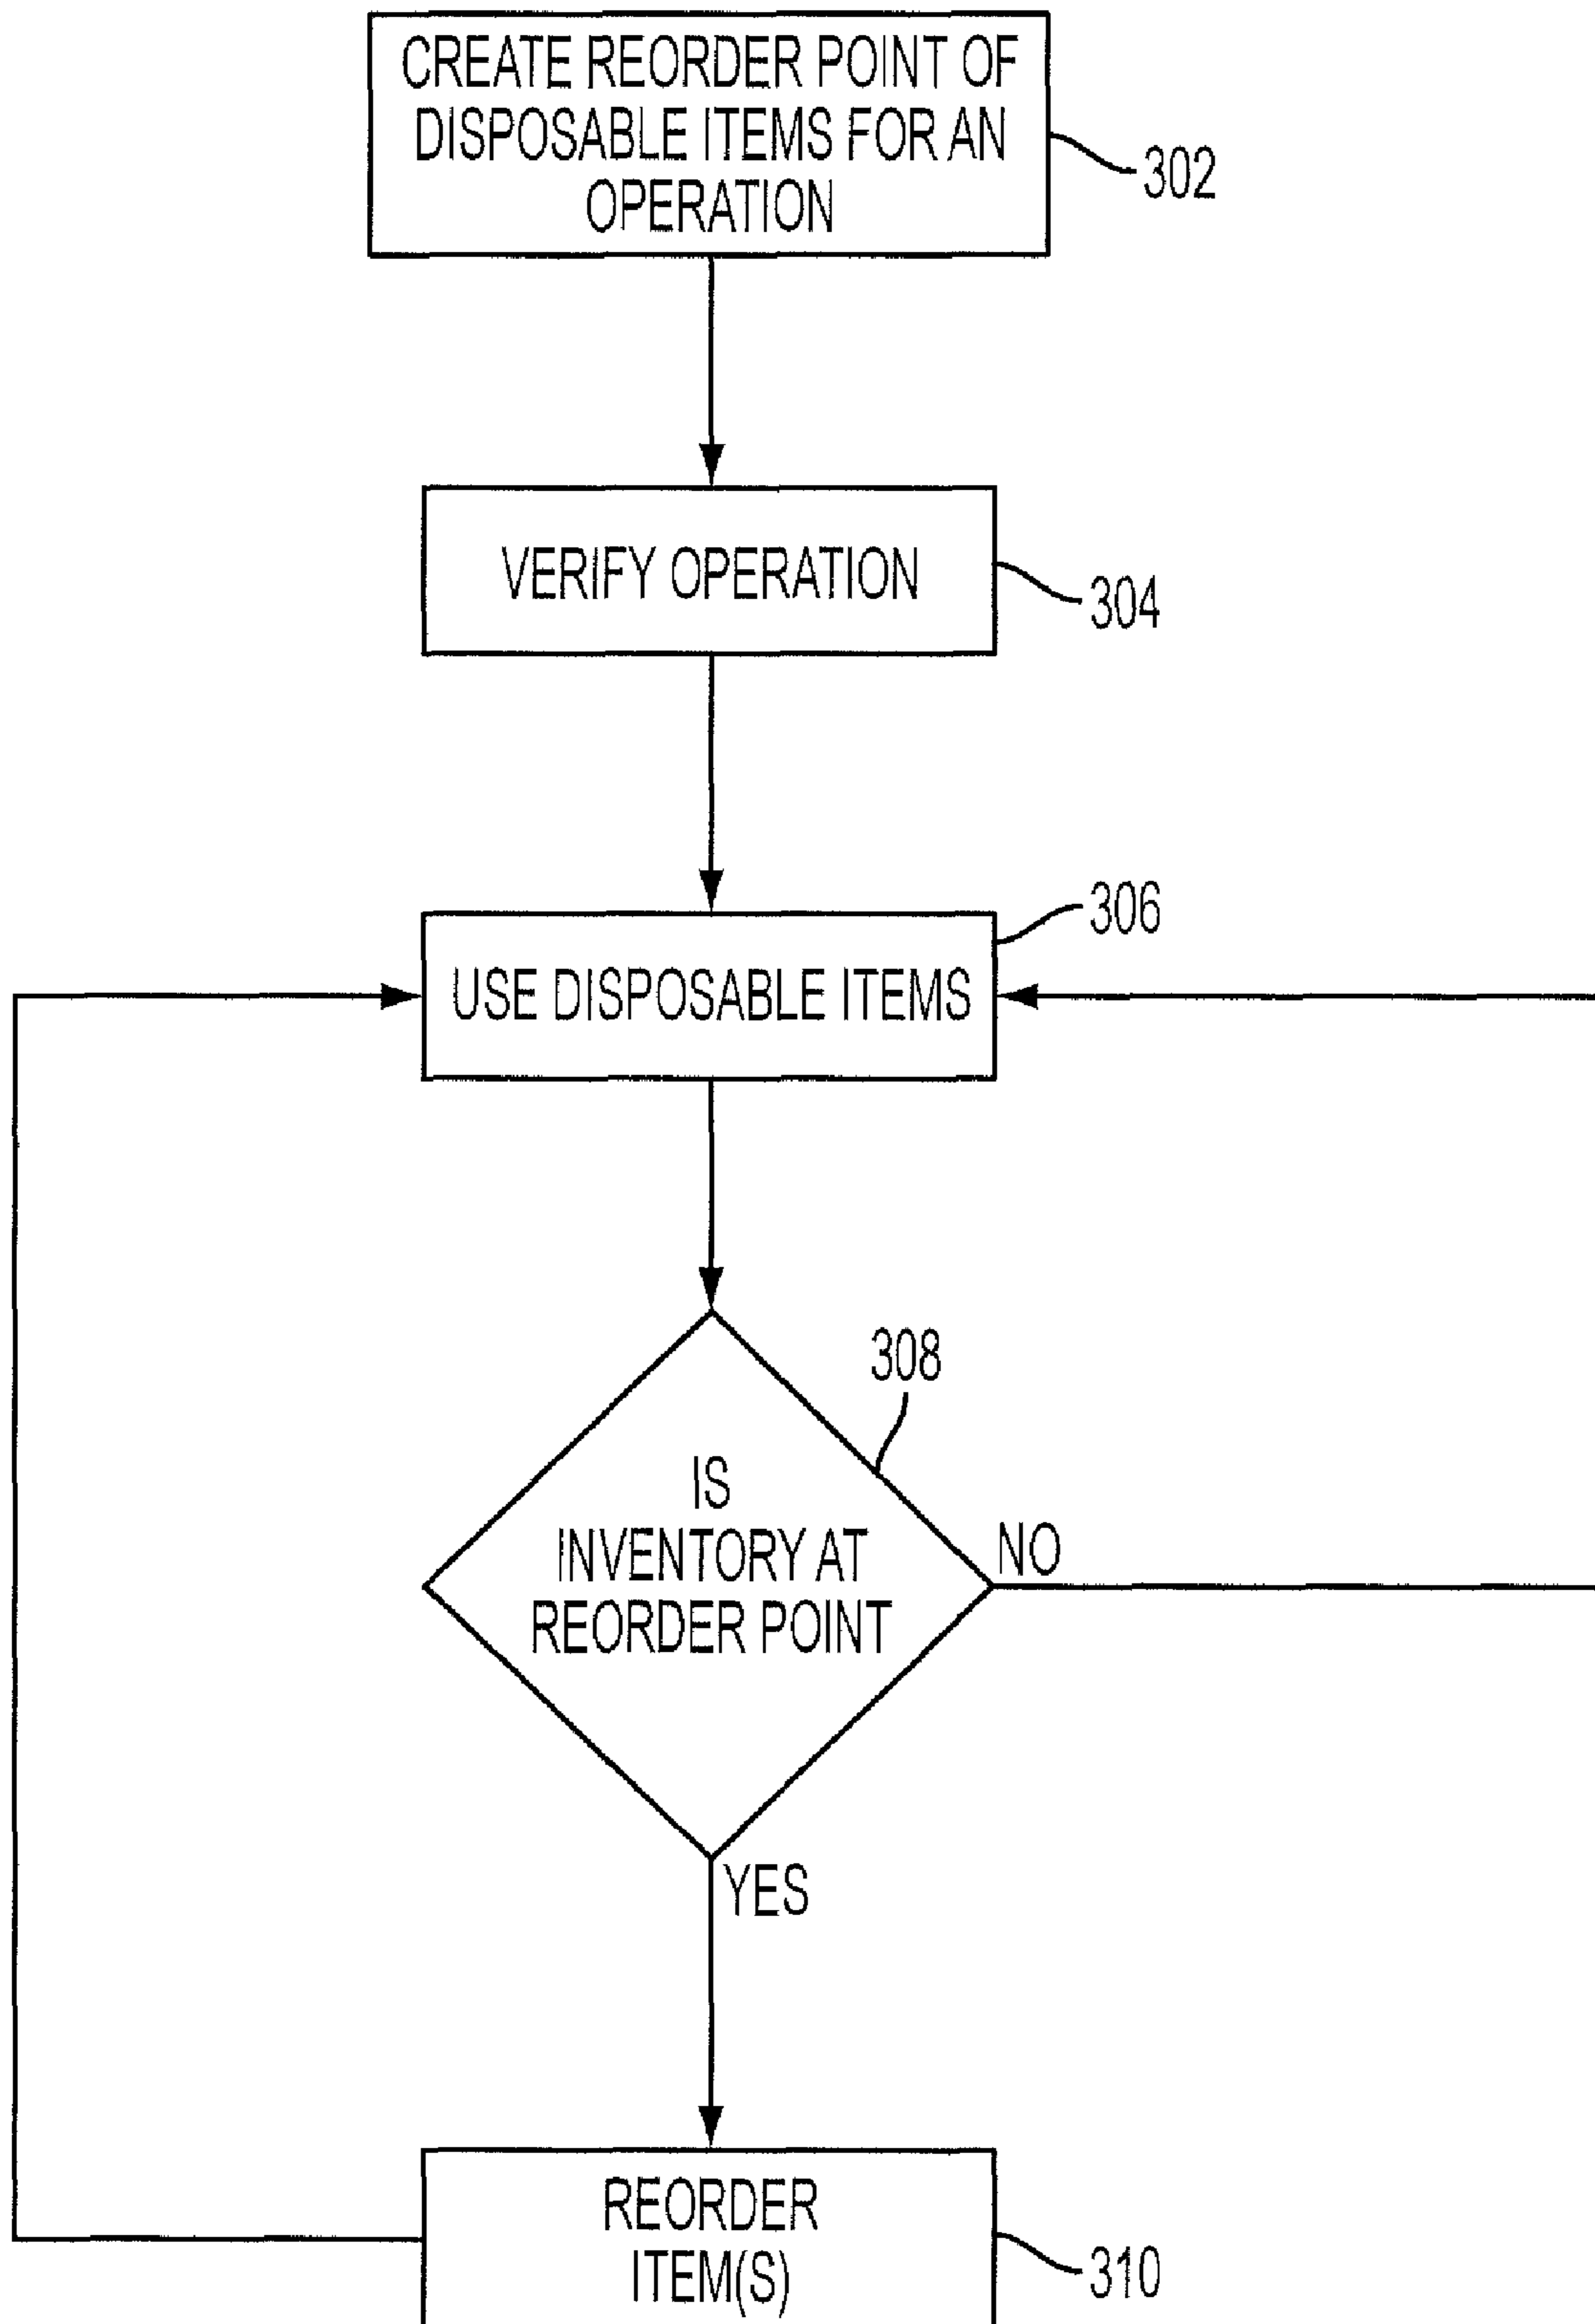 CREATE REORDER POINT OF
DISPOSABLE ITEMS FOR AN
OPERATION
302
VERIFY OPERATION
304
306
USE DISPOSABLE ITEMS
308
IS
INVENTORY AT
REORDER POINT
NO
YES
REORDER
ITEM(S)
310